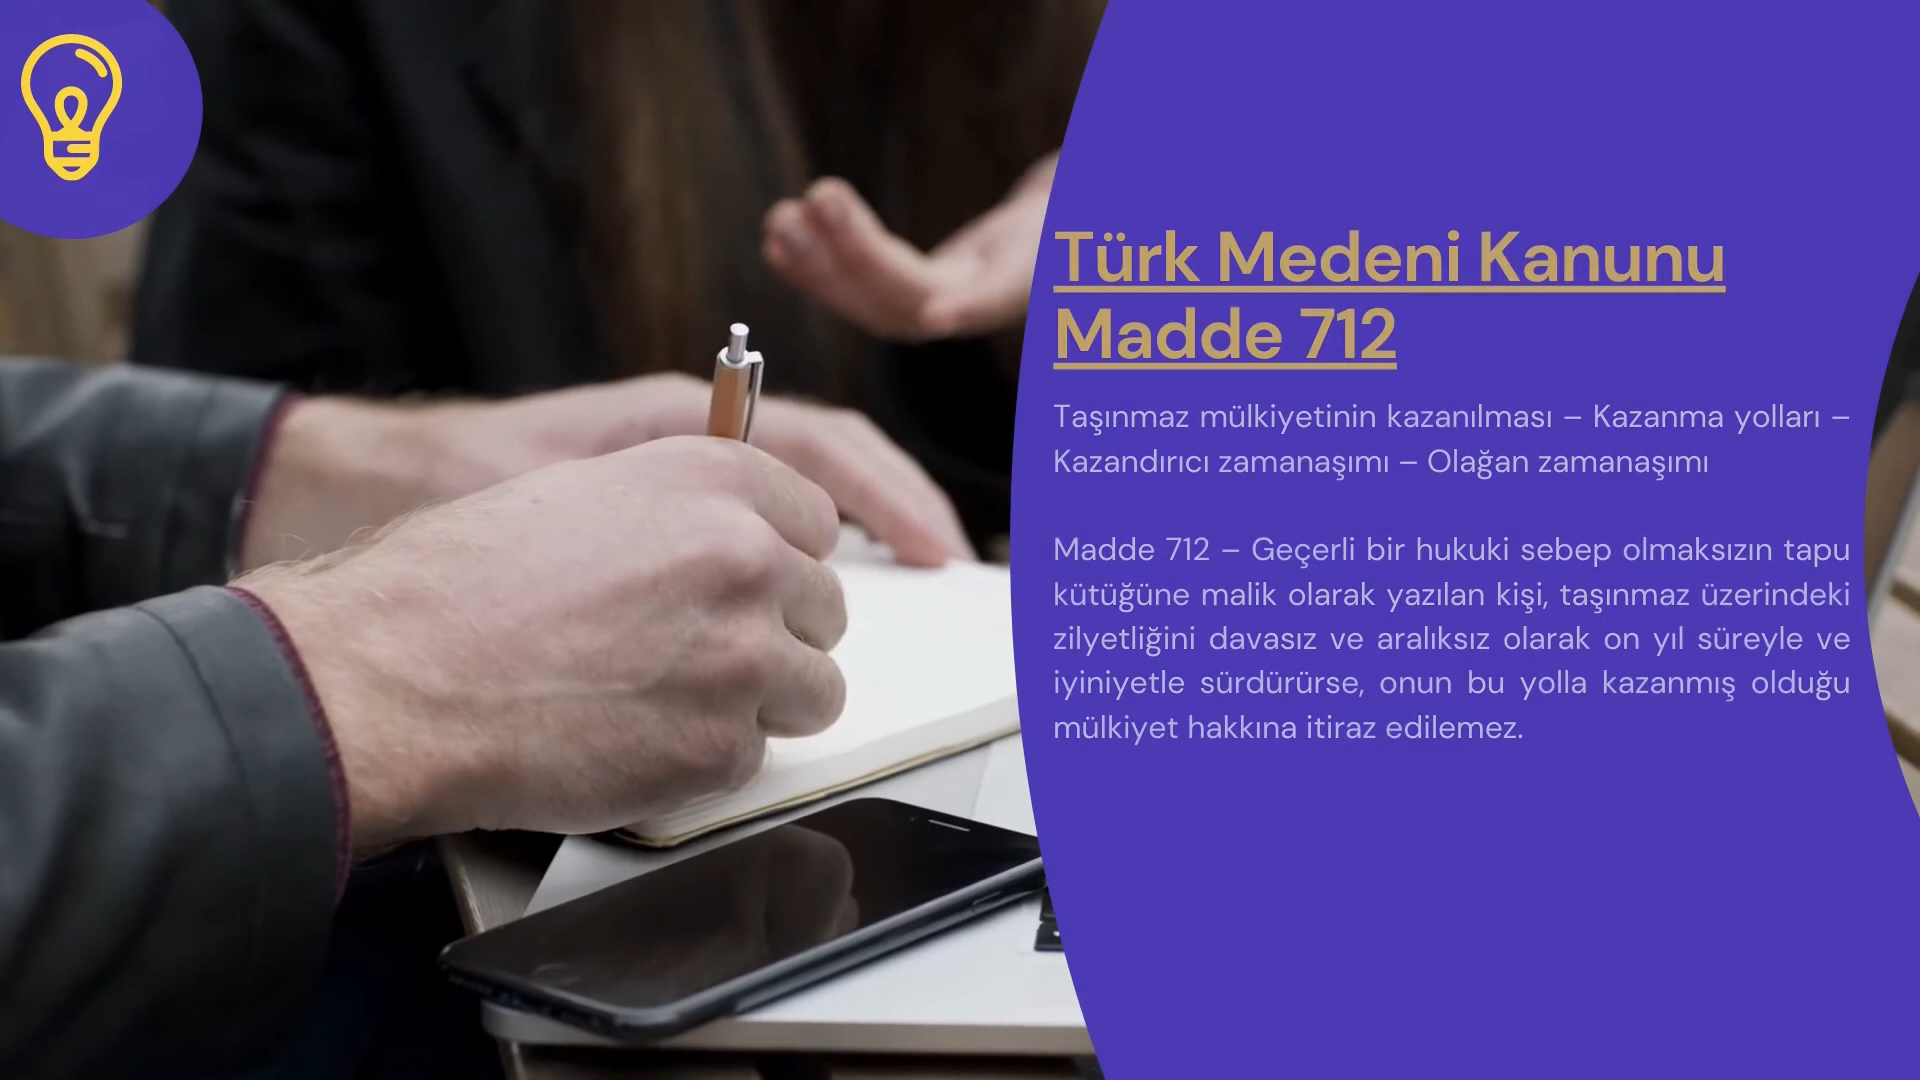 Türk Medeni Kanunu
Madde 712
Taşınmaz mülkiyetinin kazanılması – Kazanma yolları –
Kazandırıcı zamanaşımı – Olağan zamanaşımı
Madde 712 – Geçerli bir hukuki sebep olmaksızın tapu
kütüğüne malik olarak yazılan kişi, taşınmaz üzerindeki
zilyetliğini davasız ve aralıksız olarak on yıl süreyle ve
iyiniyetle sürdürürse, onun bu yolla kazanmış olduğu
mülkiyet hakkına itiraz edilemez.